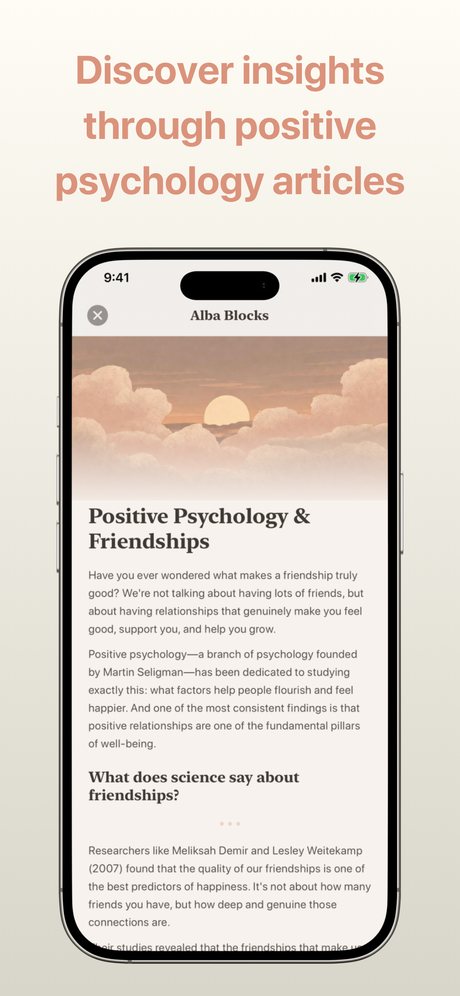 Discover insights
through positive
psychology articles
9:41
Alba Blocks
Positive Psychology &
Friendships
Have you ever wondered what makes a friendship truly
good? We're not talking about having lots of friends, but
about having relationships that genuinely make you feel
good, support you, and help you grow.
Positive psychology—a branch of psychology founded
by Martin Seligman—has been dedicated to studying
exactly this: what factors help people flourish and feel
happier. And one of the most consistent findings is that
positive relationships are one of the fundamental pillars
of well-being.
What does science say about
friendships?
Researchers like Meliksah Demir and Lesley Weitekamp
(2007) found that the quality of our friendships is one of
the best predictors of happiness. It's not about how many
friends you have, but how deep and genuine those
connections are.
studies revealed that the friendships that make